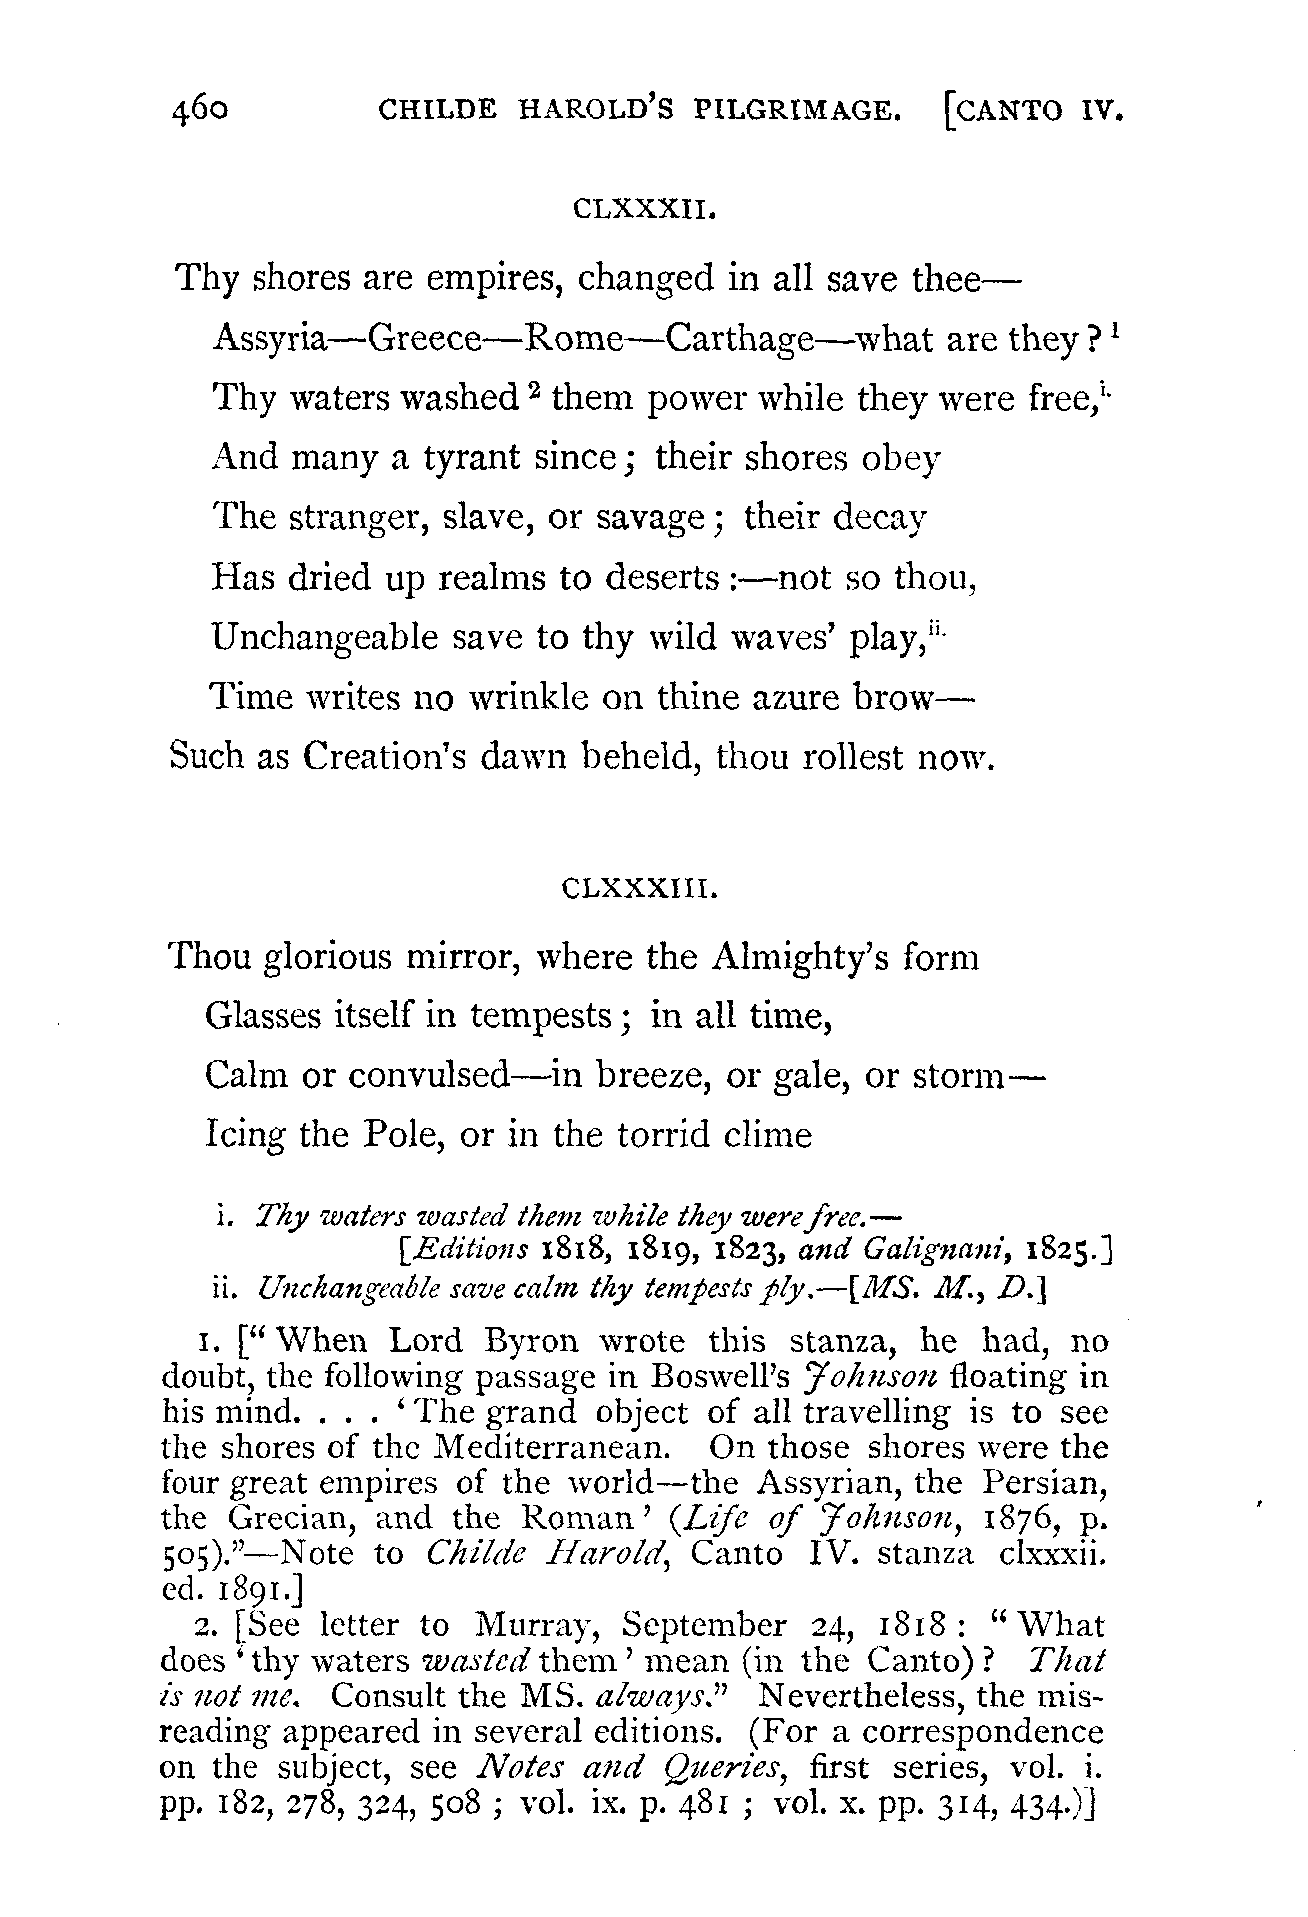 460 CHILDE HAROLD'S PILGRIMAGE. [CANTO IV.
CLXXXII.
Thy shores are empires, changed in all save thee—
Assyria—Greece—Rome—Carthage—what are they?¹
Thy waters washed² them power while they were free,ⁱ·
And many a tyrant since; their shores obey
The stranger, slave, or savage; their decay
Has dried up realms to deserts:—not so thou,
Unchangeable save to thy wild waves' play,ⁱⁱ·
Time writes no wrinkle on thine azure brow—
Such as Creation's dawn beheld, thou rollest now.
CLXXXIII.
Thou glorious mirror, where the Almighty's form
Glasses itself in tempests; in all time,
Calm or convulsed—in breeze, or gale, or storm—
Icing the Pole, or in the torrid clime
i. Thy waters wasted them while they were free.—
[Editions 1818, 1819, 1823, and Galignani, 1825.]
ii. Unchangeable save calm thy tempests ply.—[MS. M., D.]
1. ["When Lord Byron wrote this stanza, he had, no
doubt, the following passage in Boswell's Johnson floating in
his mind. . . . 'The grand object of all travelling is to see
the shores of the Mediterranean. On those shores were the
four great empires of the world—the Assyrian, the Persian,
the Grecian, and the Roman' (Life of Johnson, 1876, p.
505)."—Note to Childe Harold, Canto IV. stanza clxxxii.
ed. 1891.]
2. [See letter to Murray, September 24, 1818: "What
does 'thy waters wasted them' mean (in the Canto)? That
is not me. Consult the MS. always." Nevertheless, the mis-
reading appeared in several editions. (For a correspondence
on the subject, see Notes and Queries, first series, vol. i.
pp. 182, 278, 324, 508; vol. ix. p. 481; vol. x. pp. 314, 434.)]